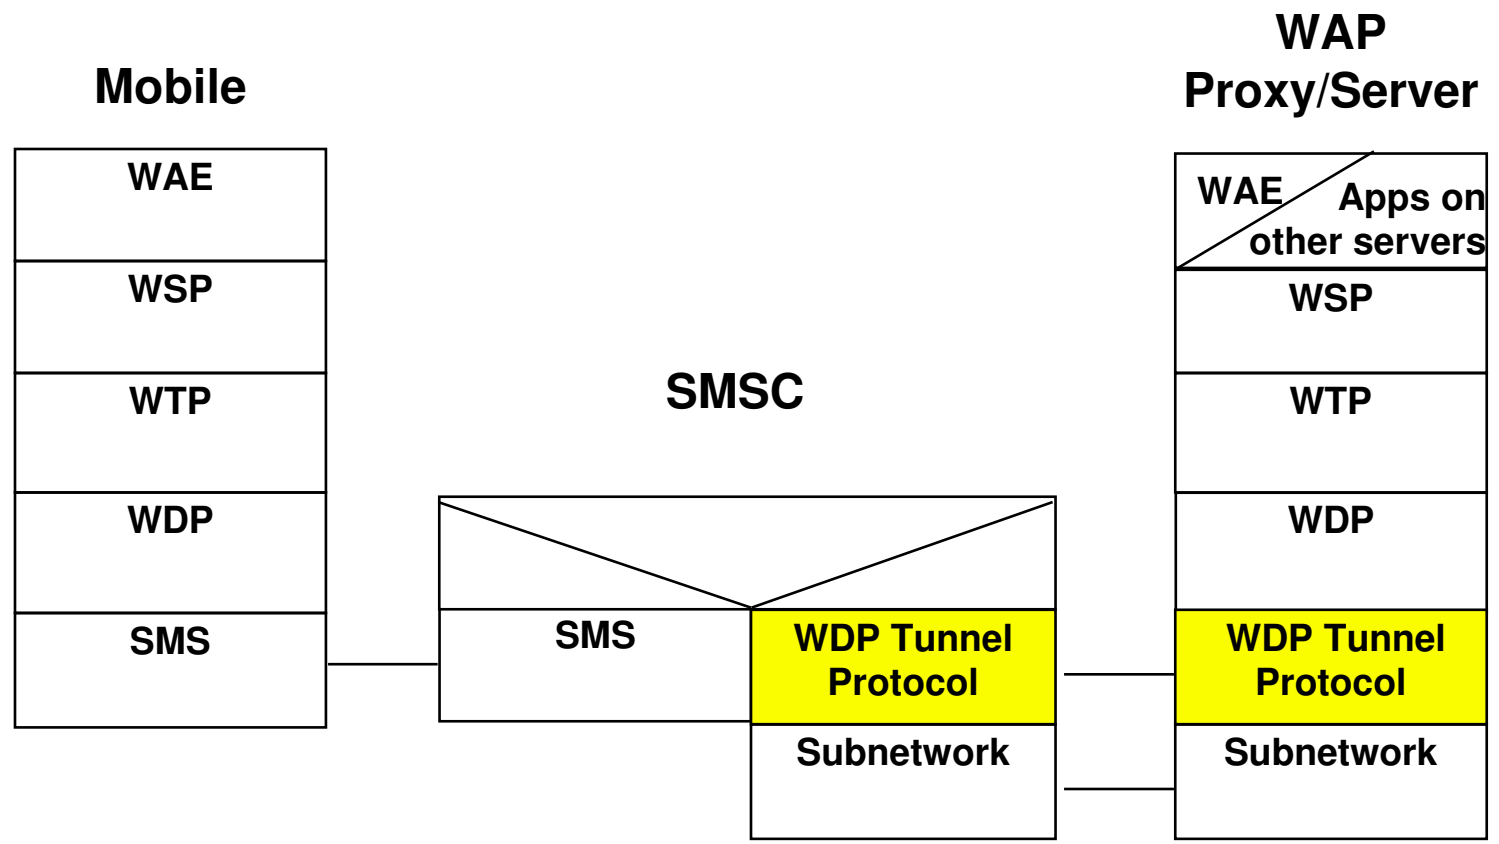 Mobile
WAE
WSP
WTP
WDP
SMS
SMSC
SMS
WDP Tunnel
Protocol
Subnetwork
WAP
Proxy/Server
WAE
Apps on
other servers
WSP
WTP
WDP
WDP Tunnel
Protocol
Subnetwork